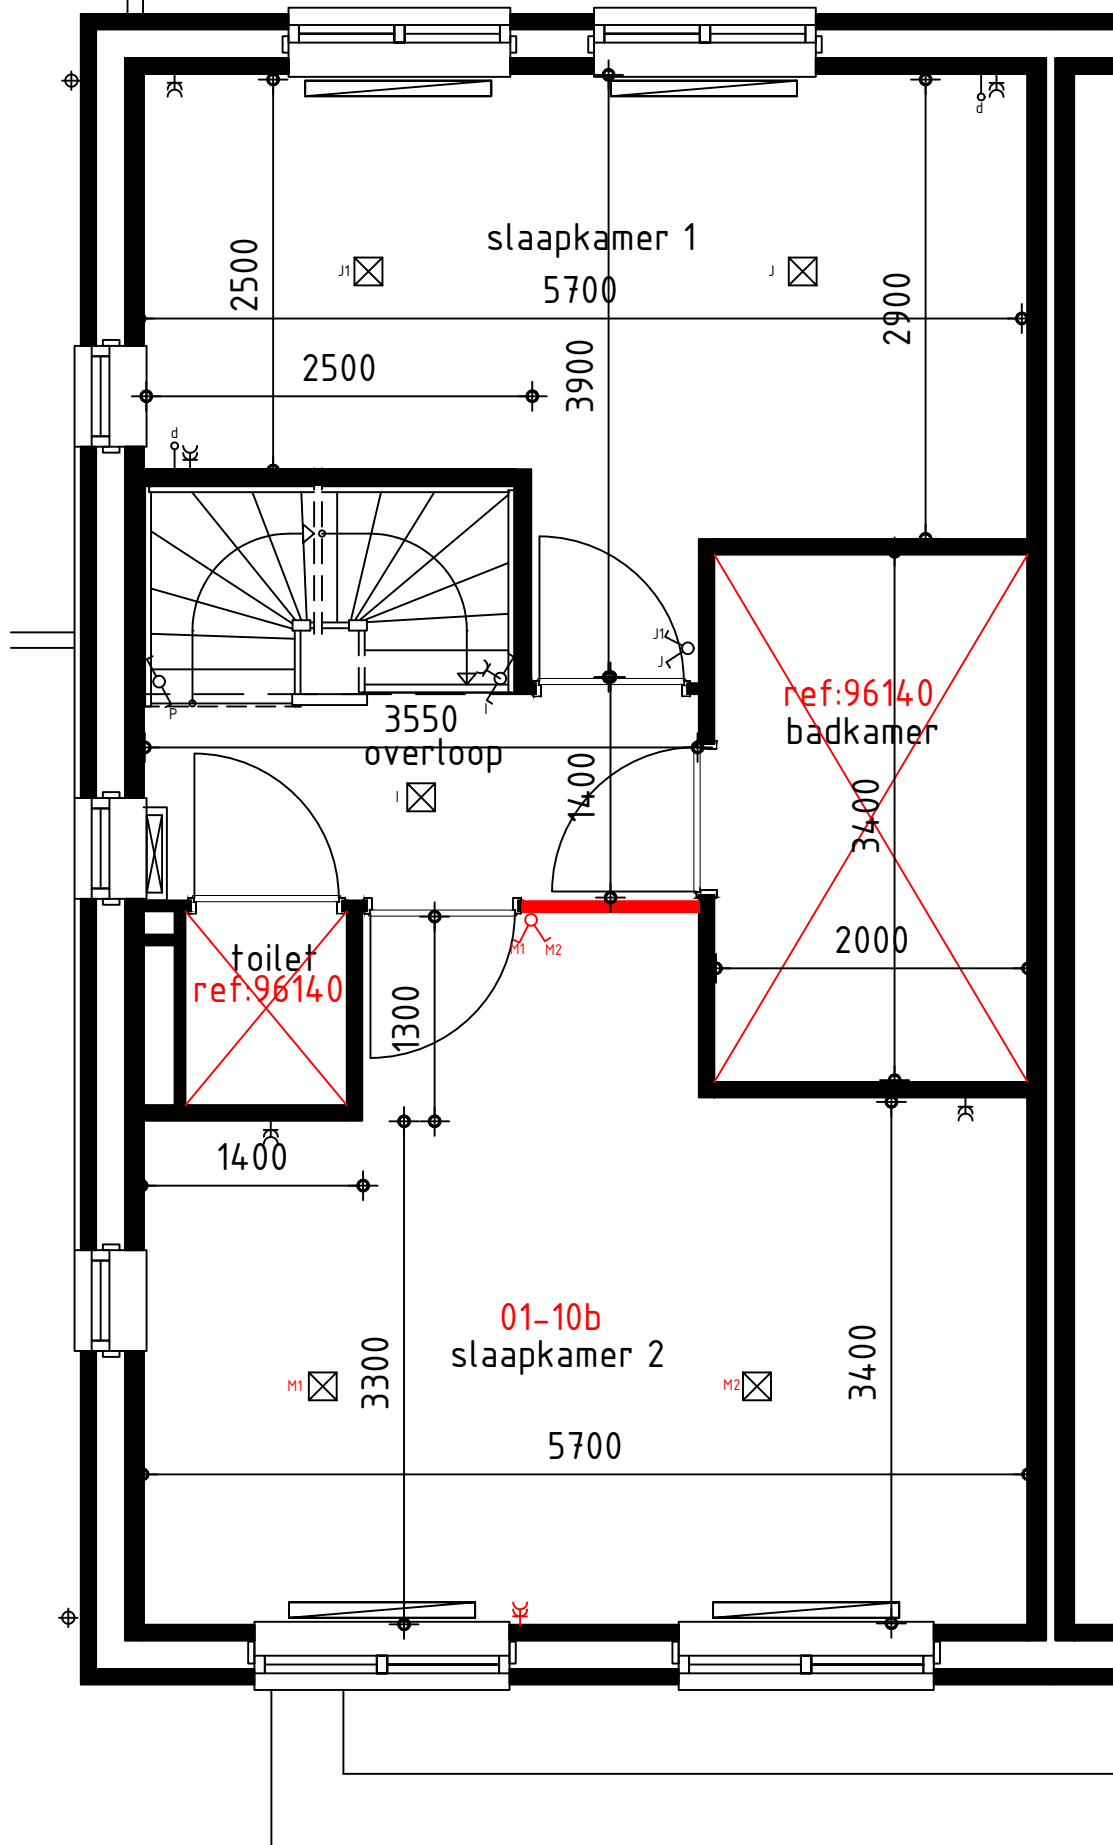 d
slaapkamer 1
J1
J
2500
5700
2900
2500
3900
d
J1
J
P
I
3550
overloop
ref:96140
badkamer
I
1400
3400
toilet
ref:96140
M1
M2
2000
1300
1400
01-10b
slaapkamer 2
M1
M2
3300
3400
5700